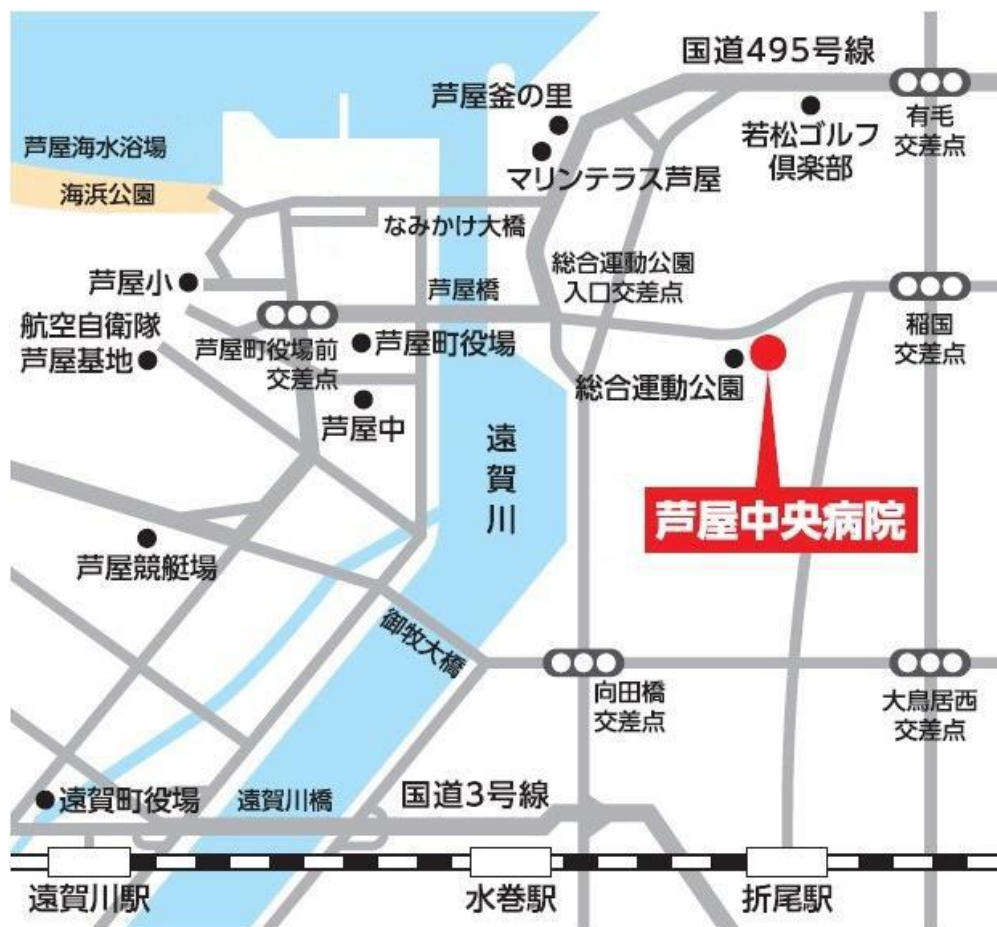 国道495号線
芦屋釜の里
有毛
交差点
若松ゴルフ
倶楽部
芦屋海水浴場
マリンテラス芦屋
海浜公園
なみかけ大橋
総合運動公園
入口交差点
芦屋小
芦屋橋
航空自衛隊
芦屋基地
芦屋町役場前
交差点
芦屋町役場
稲国
交差点
総合運動公園
芦屋中
遠賀川
芦屋中央病院
芦屋競艇場
御牧大橋
向田橋
交差点
大鳥居西
交差点
遠賀町役場
遠賀川橋
国道3号線
遠賀川駅
水巻駅
折尾駅